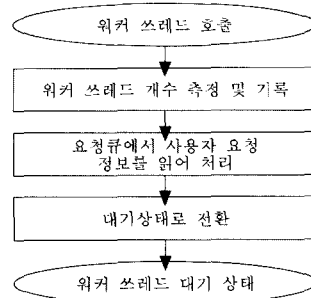 워커 쓰레드 호출
워커 쓰레드 개수 측정 및 기록
요청큐에서 사용자 요청
정보를 읽어 처리
대기상태로 전환
워커 쓰레드 대기 상태